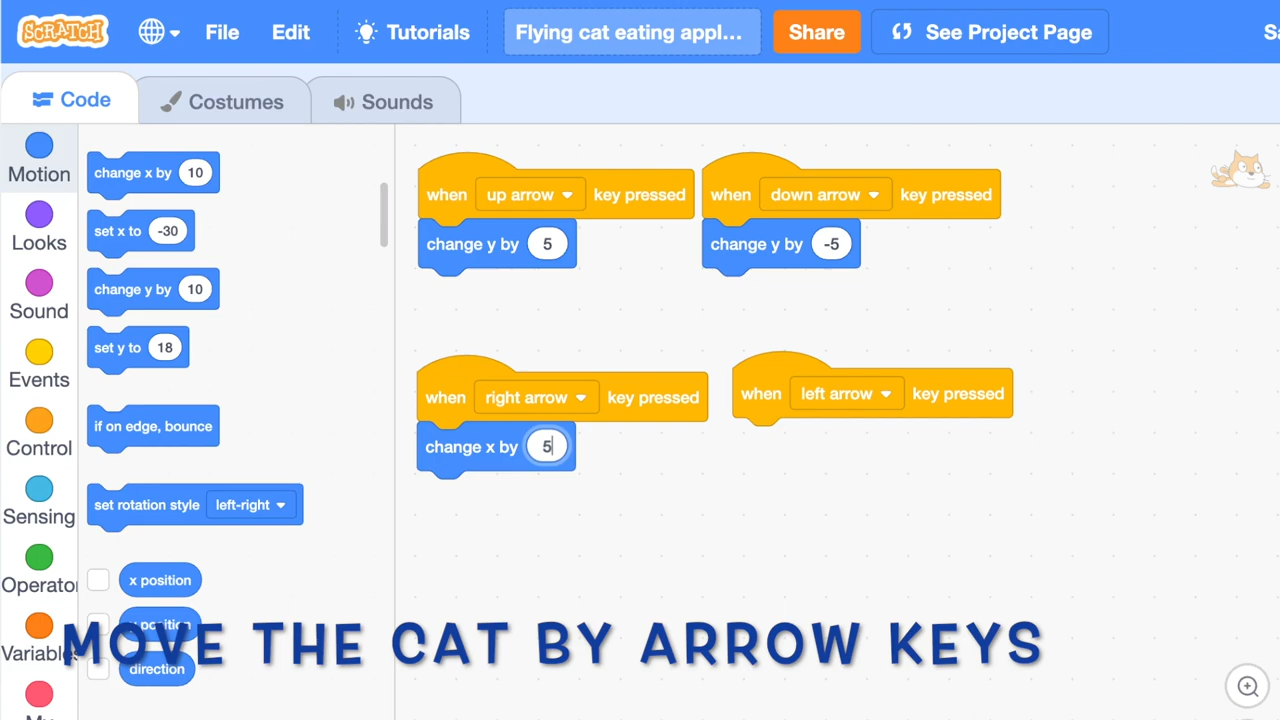 SCRATCH
File
Edit
Tutorials
Flying cat eating appl...
Share
See Project Page
Code
Costumes
Sounds
Motion
Looks
Sound
Events
Control
Sensing
Operator
Variable
change x by 10
set x to -30
change y by 10
set y to 18
if on edge, bounce
set rotation style left-right
x position
y position
direction
when up arrow key pressed
change y by 5
when down arrow key pressed
change y by -5
when right arrow key pressed
change x by 5
when left arrow key pressed
MOVE THE CAT BY ARROW KEYS